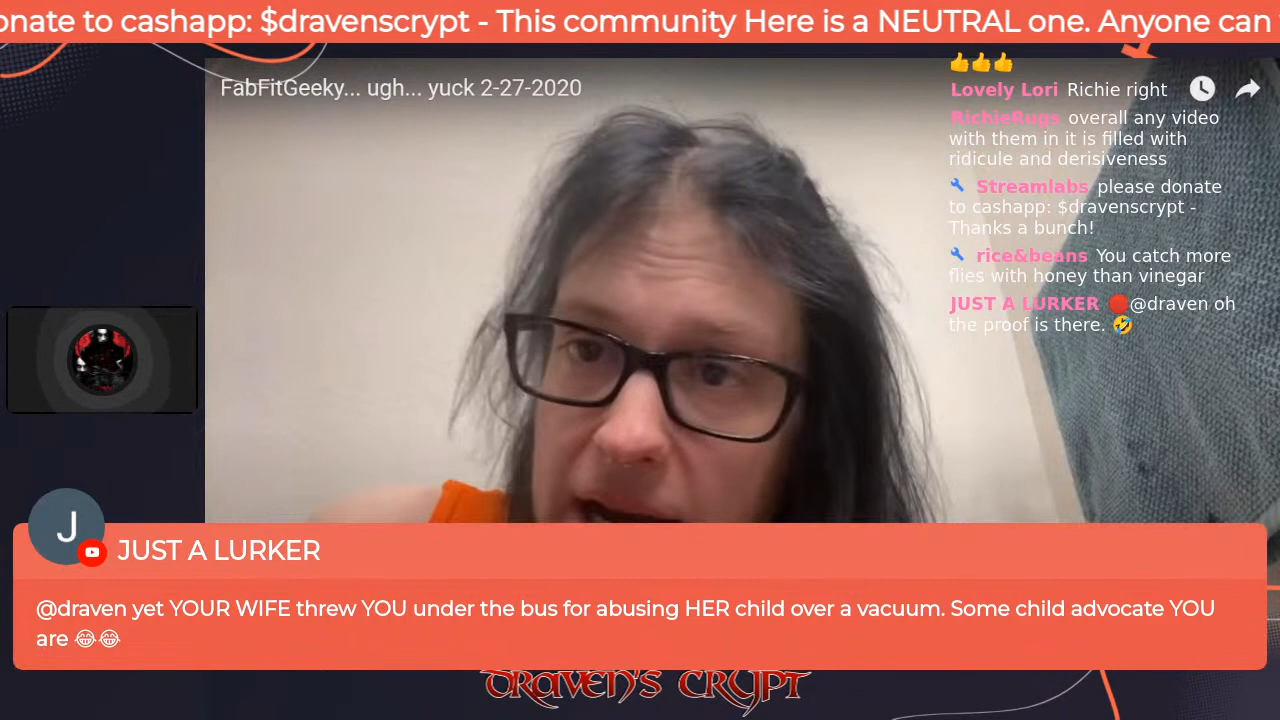 onate to cashapp: $dravenscrypt - This community Here is a NEUTRAL one. Anyone can
FabFitGeeky... ugh... yuck 2-27-2020
👍👍👍
Lovely Lori Richie right
RichieRugs overall any video
with them in it is filled with
ridicule and derisiveness
Streamlabs please donate
to cashapp: $dravenscrypt -
Thanks a bunch!
rice&beans You catch more
flies with honey than vinegar
JUST A LURKER 🛑@draven oh
the proof is there. 🤣
J
JUST A LURKER
@draven yet YOUR WIFE threw YOU under the bus for abusing HER child over a vacuum. Some child advocate YOU
are 😂😂
DRAVEN'S CRYPT